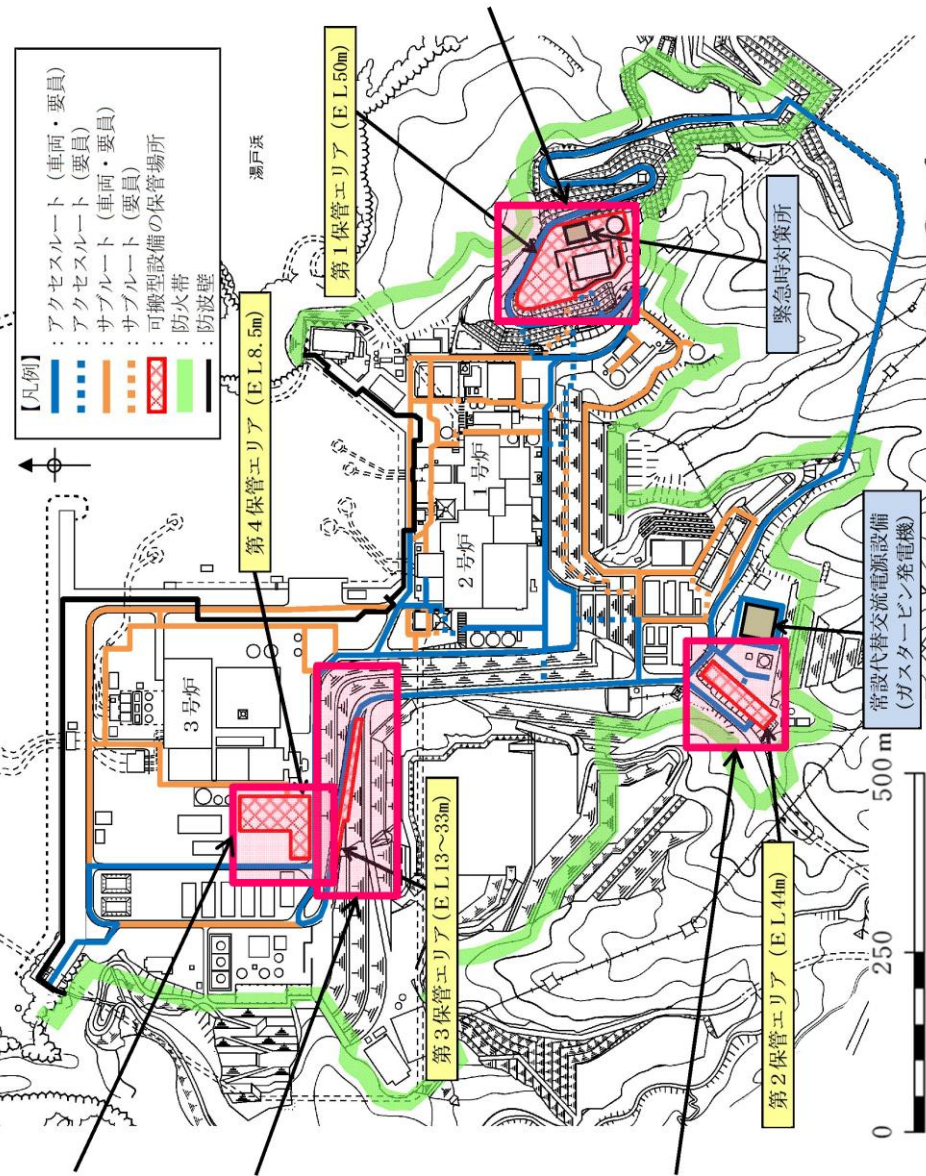 【凡例】
：アクセスルート（車両・要員）
：アクセスルート（要員）
：サブルート（車両・要員）
：サブルート（要員）
：可搬型設備の保管場所
：防火帯
：防波壁
湯戸浜
第１保管エリア（ＥＬ50m）
第４保管エリア（ＥＬ8.5m）
１号炉
２号炉
３号炉
緊急時対策所
常設代替交流電源設備
（ガスタービン発電機）
第３保管エリア（ＥＬ13～33m）
第２保管エリア（ＥＬ44m）
0
250
500 m